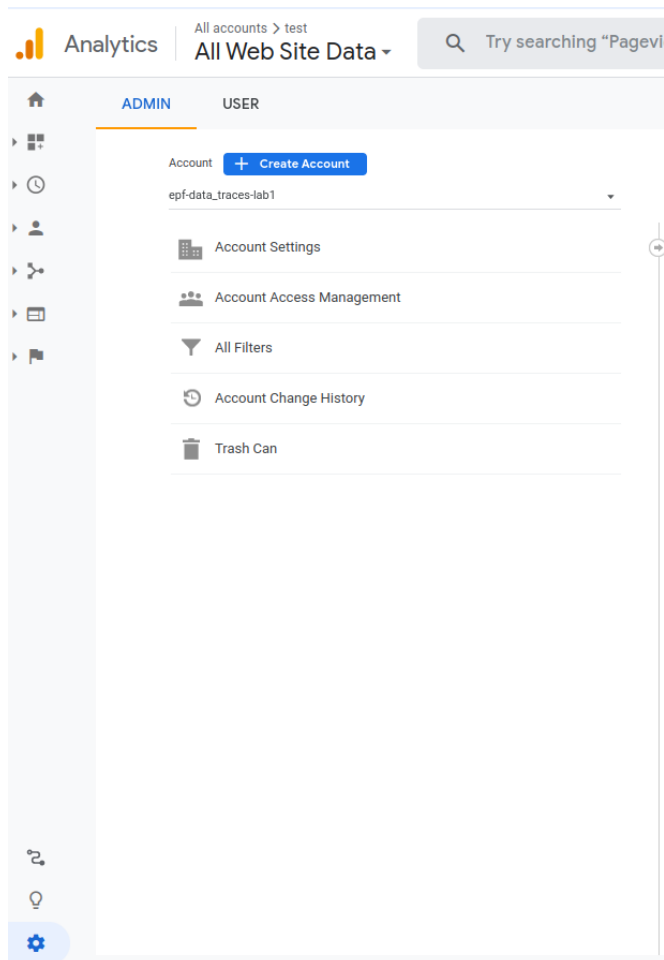 Analytics
All accounts > test
All Web Site Data
Try searching “Pagevi
ADMIN USER
Account + Create Account
epf-data_traces-lab1
Account Settings
Account Access Management
All Filters
Account Change History
Trash Can